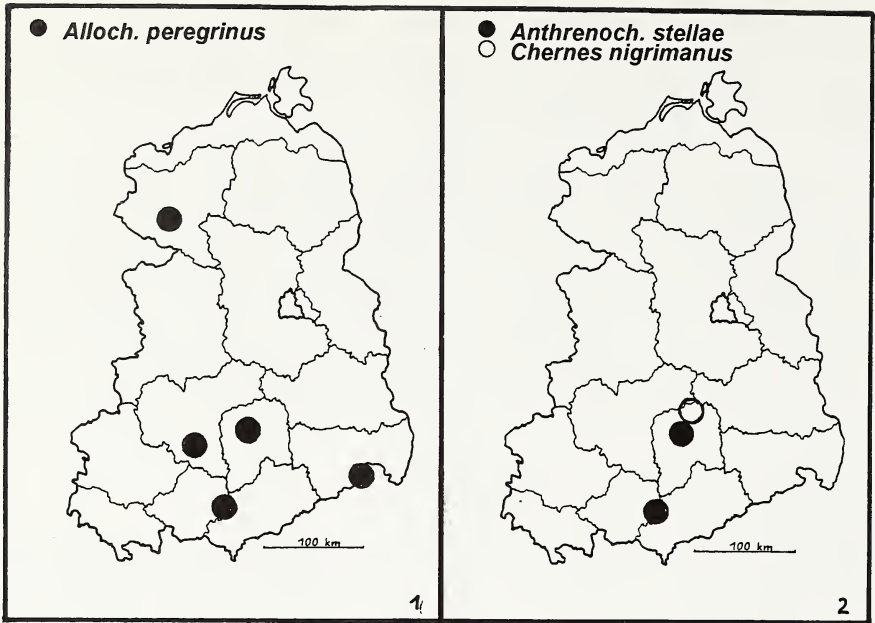 Alloch. peregrinus
100 km
1
Anthrenoch. stellae
Chernes nigrimanus
100 km
2